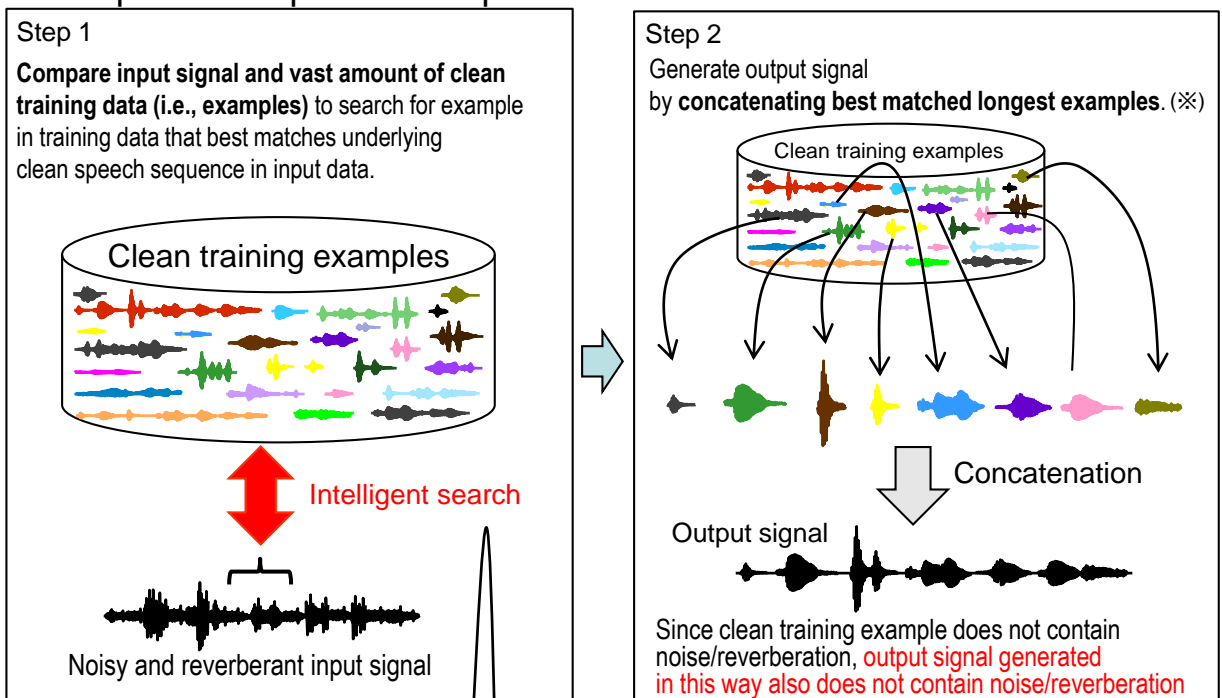 Step 1
Compare input signal and vast amount of clean
training data (i.e., examples) to search for example
in training data that best matches underlying
clean speech sequence in input data.
Clean training examples
Intelligent search
Noisy and reverberant input signal
Step 2
Generate output signal
by concatenating best matched longest examples. (※)
Clean training examples
Concatenation
Output signal
Since clean training example does not contain
noise/reverberation, output signal generated
in this way also does not contain noise/reverberation